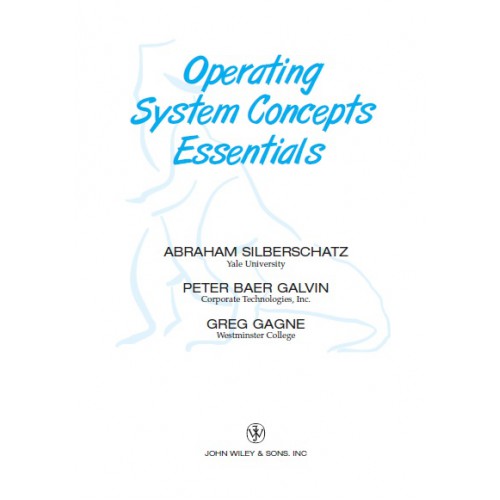 Operating
System Concepts
Essentials
ABRAHAM SILBERSCHATZ
Yale University
PETER BAER GALVIN
Corporate Technologies, Inc.
GREG GAGNE
Westminster College
JOHN WILEY & SONS. INC